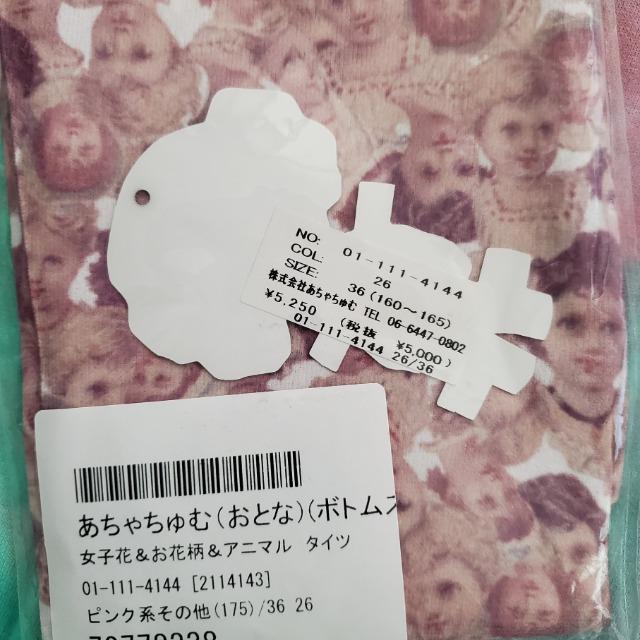 NO: 01-111-4144
COL: 26
SIZE: 36(160〜165)
株式会社あちゃちゅむ TEL 06-6447-0802
¥5,250 (税抜 ¥5,000)
01-111-4144 26/36
あちゃちゅむ(おとな)(ボトムス
女子花&お花柄&アニマル タイツ
01-111-4144 [2114143]
ピンク系その他(175)/36 26